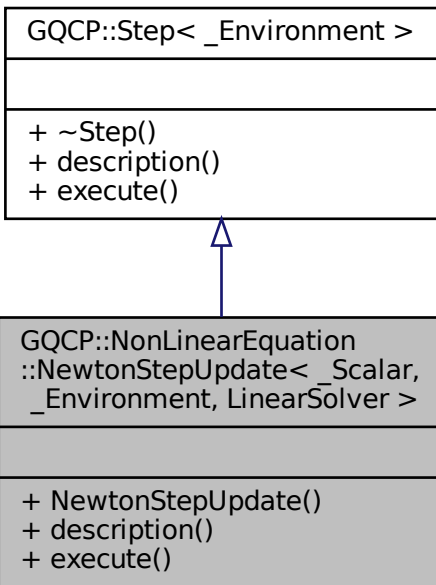 GQCP::Step< _Environment >
+ ~Step()
+ description()
+ execute()
GQCP::NonLinearEquation
::NewtonStepUpdate< _Scalar,
_Environment, LinearSolver >
+ NewtonStepUpdate()
+ description()
+ execute()